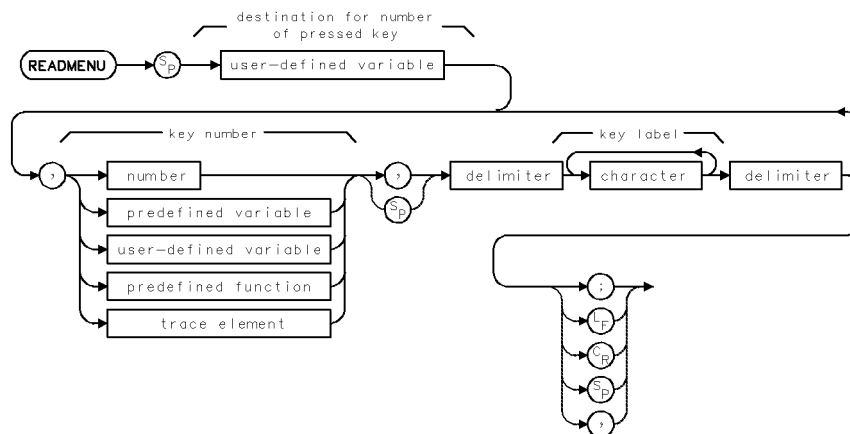 destination for number
of pressed key
READMENU
SP
user-defined variable
key number
key label
,
number
,
delimiter
character
delimiter
SP
predefined variable
user-defined variable
predefined function
trace element
;
LF
CR
SP
,